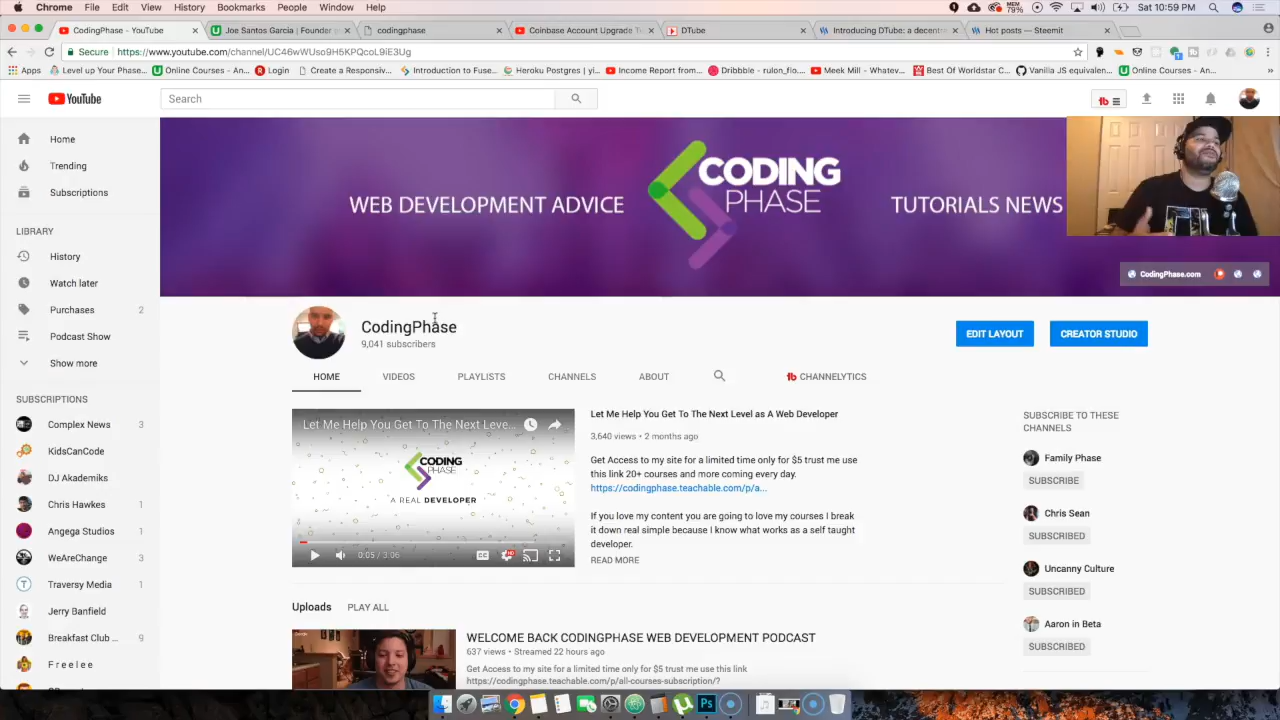 Chrome File Edit View History Bookmarks People Window Help
MEM 79% Sat 10:59 PM
CodingPhase - YouTube
Joe Santos Garcia | Founder
codingphase
Coinbase Account Upgrade T
DTube
Introducing DTube: a decentr
Hot posts — Steemit
Secure https://www.youtube.com/channel/UC46wWUso9H5KPQcoL9iE3Ug
Apps Level up Your Phase... Online Courses - An... Login Create a Responsiv... Introduction to Fuse... Heroku Postgres | yi... Income Report from... Dribbble - rulon_flo... Meek Mill - Whatev... Best Of Worldstar C... Vanilla JS equivalen... Online Courses - An... »
YouTube
Search
tb
Home
Trending
Subscriptions
LIBRARY
History
Watch later
Purchases 2
Podcast Show
Show more
SUBSCRIPTIONS
Complex News 3
KidsCanCode
DJ Akademiks
Chris Hawkes 1
Angega Studios 1
WeAreChange 3
Traversy Media 1
Jerry Banfield
Breakfast Club ... 9
F r e e l e e
WEB DEVELOPMENT ADVICE
CODING
PHASE
TUTORIALS NEWS
CodingPhase.com
CodingPhase
9,041 subscribers
EDIT LAYOUT
CREATOR STUDIO
HOME VIDEOS PLAYLISTS CHANNELS ABOUT tb CHANNELYTICS
Let Me Help You Get To The Next Leve...
CODING
PHASE
A REAL DEVELOPER
0:05 / 3:06
CC
HD
Let Me Help You Get To The Next Level as A Web Developer
3,640 views • 2 months ago
Get Access to my site for a limited time only for $5 trust me use
this link 20+ courses and more coming every day.
https://codingphase.teachable.com/p/a...
If you love my content you are going to love my courses I break
it down real simple because I know what works as a self taught
developer.
READ MORE
SUBSCRIBE TO THESE
CHANNELS
Family Phase
SUBSCRIBE
Chris Sean
SUBSCRIBED
Uncanny Culture
SUBSCRIBED
Aaron in Beta
SUBSCRIBED
Uploads PLAY ALL
WELCOME BACK CODINGPHASE WEB DEVELOPMENT PODCAST
637 views • Streamed 22 hours ago
Get Access to my site for a limited time only for $5 trust me use this link
https://codingphase.teachable.com/p/all-courses-subscription/?
Ps